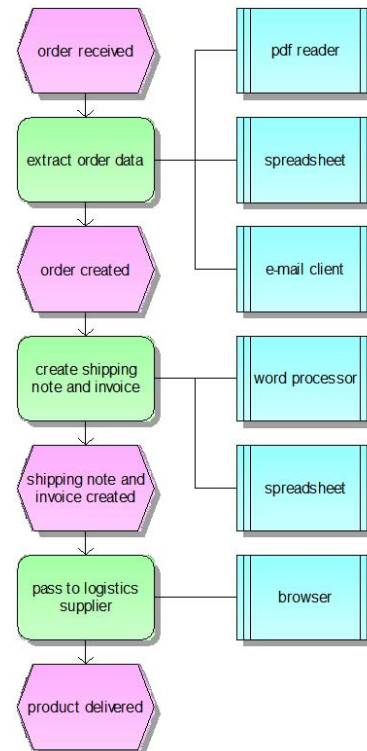 order received
pdf reader
extract order data
spreadsheet
order created
e-mail client
create shipping
note and invoice
word processor
shipping note and
invoice created
spreadsheet
pass to logistics
supplier
browser
product delivered